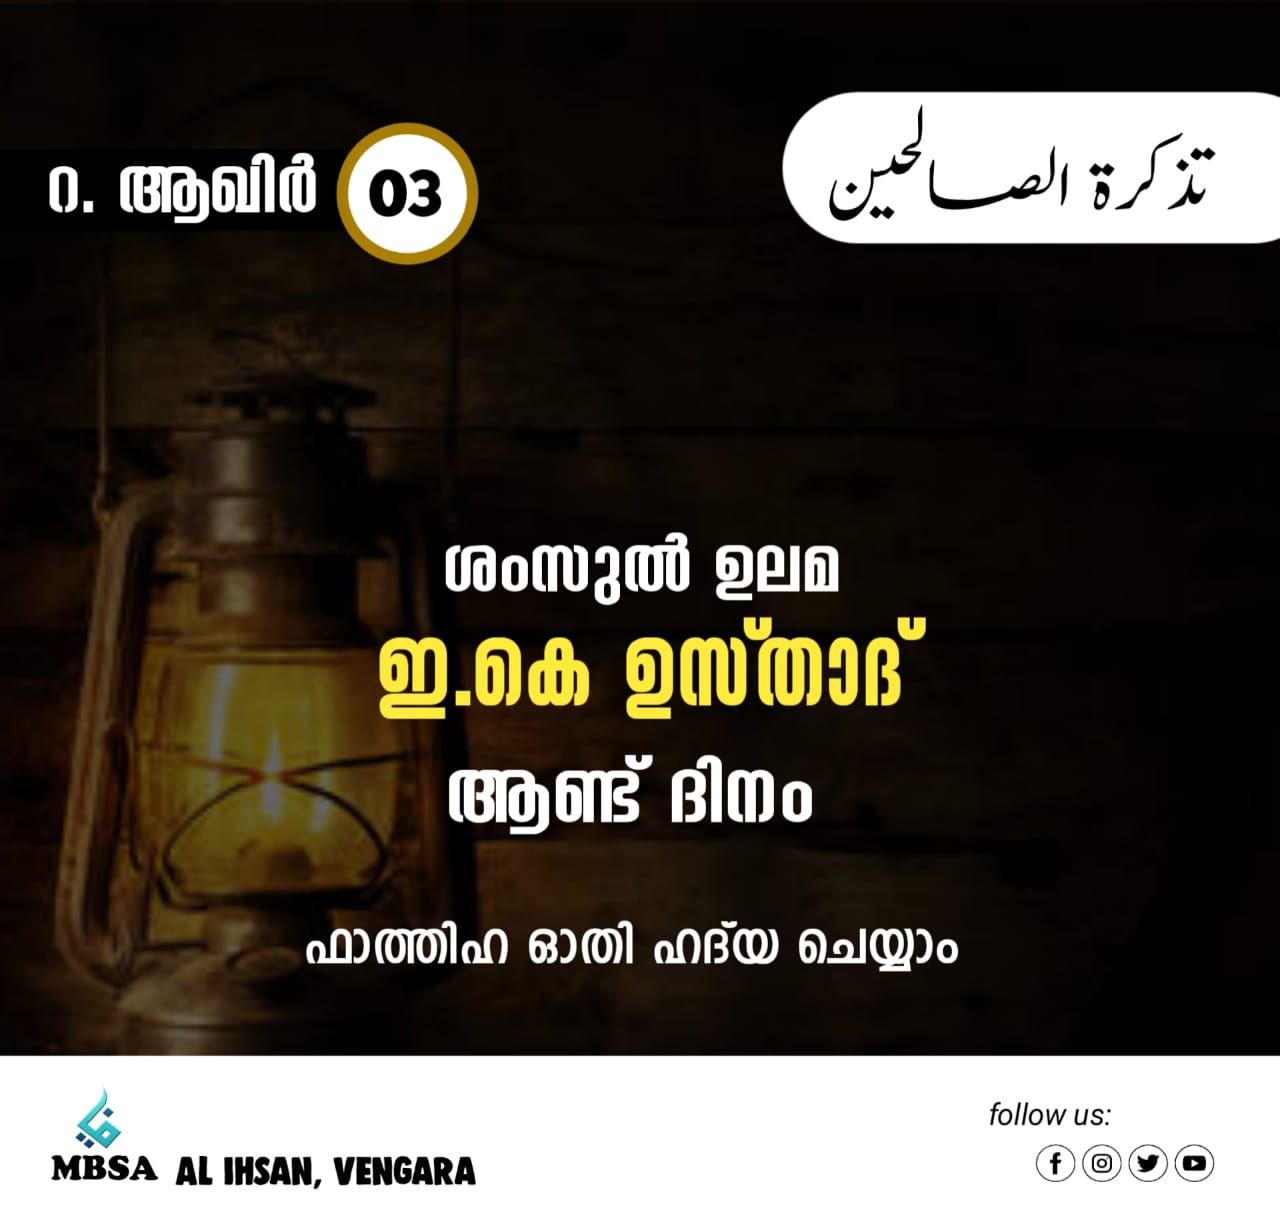 റ. ആഖിർ 03
تذكرة الصالحين
ശംസുൽ ഉലമ
ഇ.കെ ഉസ്താദ്
ആണ്ട് ദിനം
ഫാത്തിഹ ഓതി ഹദ്‌യ ചെയ്യാം
MBSA AL IHSAN, VENGARA
follow us: